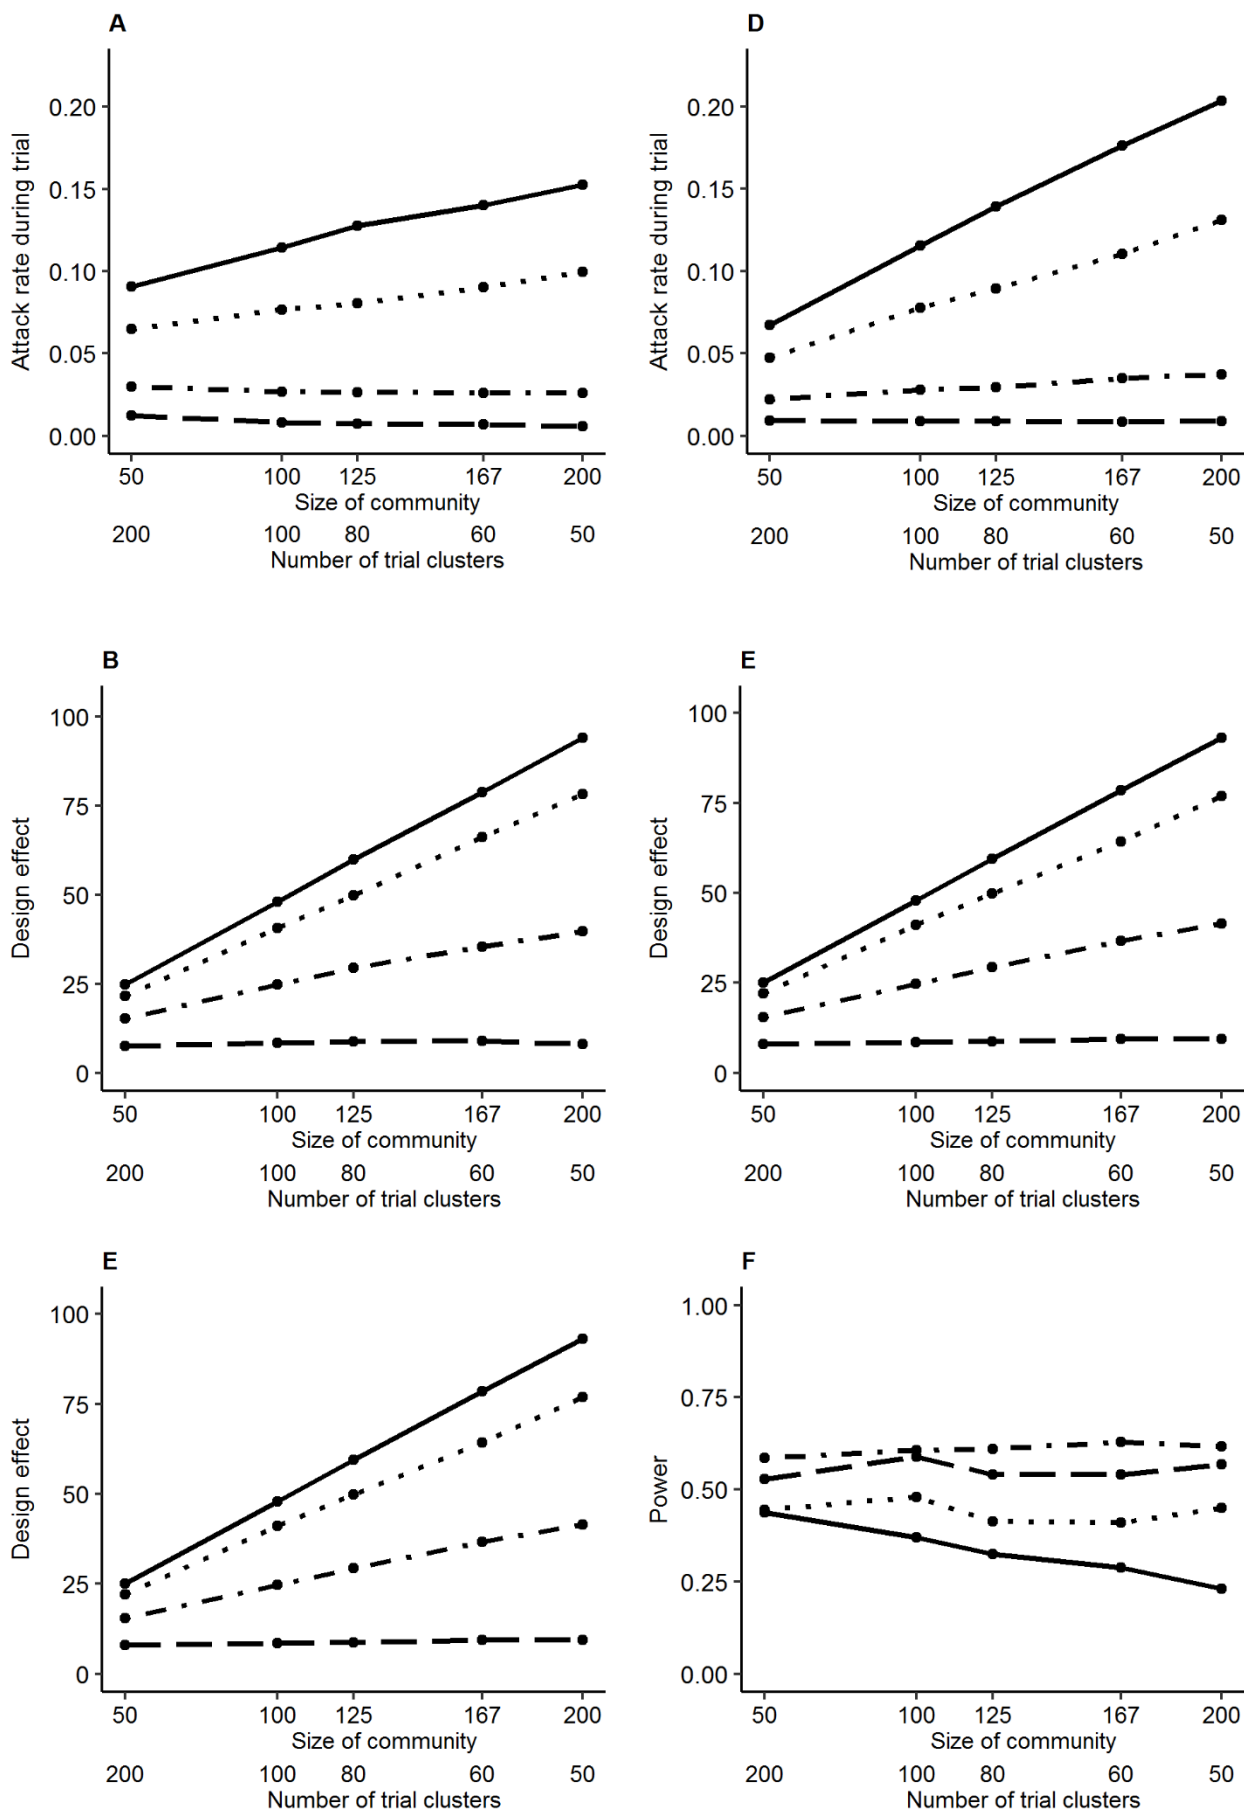 A
Attack rate during trial
0.20
0.15
0.10
0.05
0.00
50 100 125 167 200
Size of community
200 100 80 60 50
Number of trial clusters
D
Attack rate during trial
0.20
0.15
0.10
0.05
0.00
50 100 125 167 200
Size of community
200 100 80 60 50
Number of trial clusters
B
Design effect
100
75
50
25
0
50 100 125 167 200
Size of community
200 100 80 60 50
Number of trial clusters
E
Design effect
100
75
50
25
0
50 100 125 167 200
Size of community
200 100 80 60 50
Number of trial clusters
E
Design effect
100
75
50
25
0
50 100 125 167 200
Size of community
200 100 80 60 50
Number of trial clusters
F
Power
1.00
0.75
0.50
0.25
0.00
50 100 125 167 200
Size of community
200 100 80 60 50
Number of trial clusters